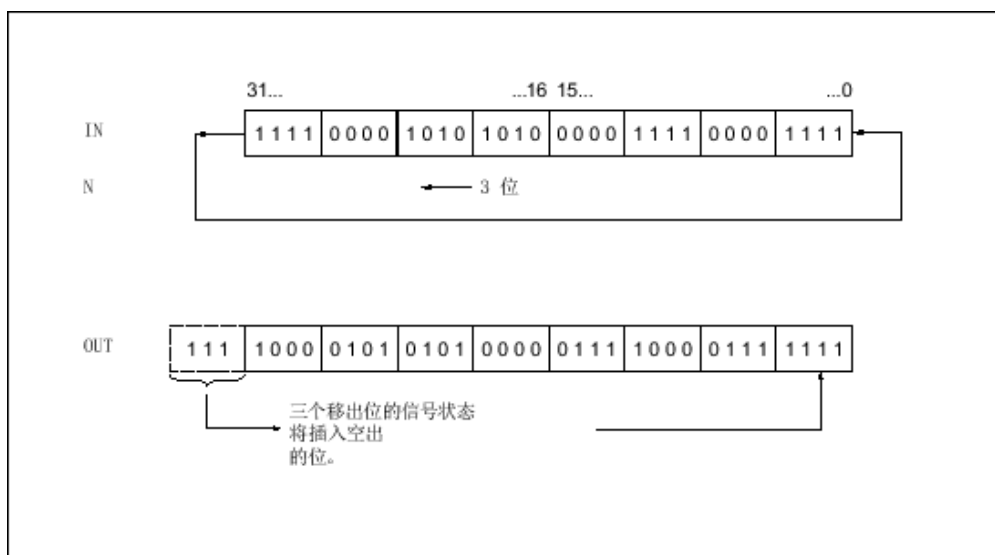 31... ...16 15... ...0
IN 1111 0000 1010 1010 0000 1111 0000 1111
N 3 位
OUT 111 1000 0101 0101 0000 0111 1000 0111 1111
三个移出位的信号状态
将插入空出
的位。